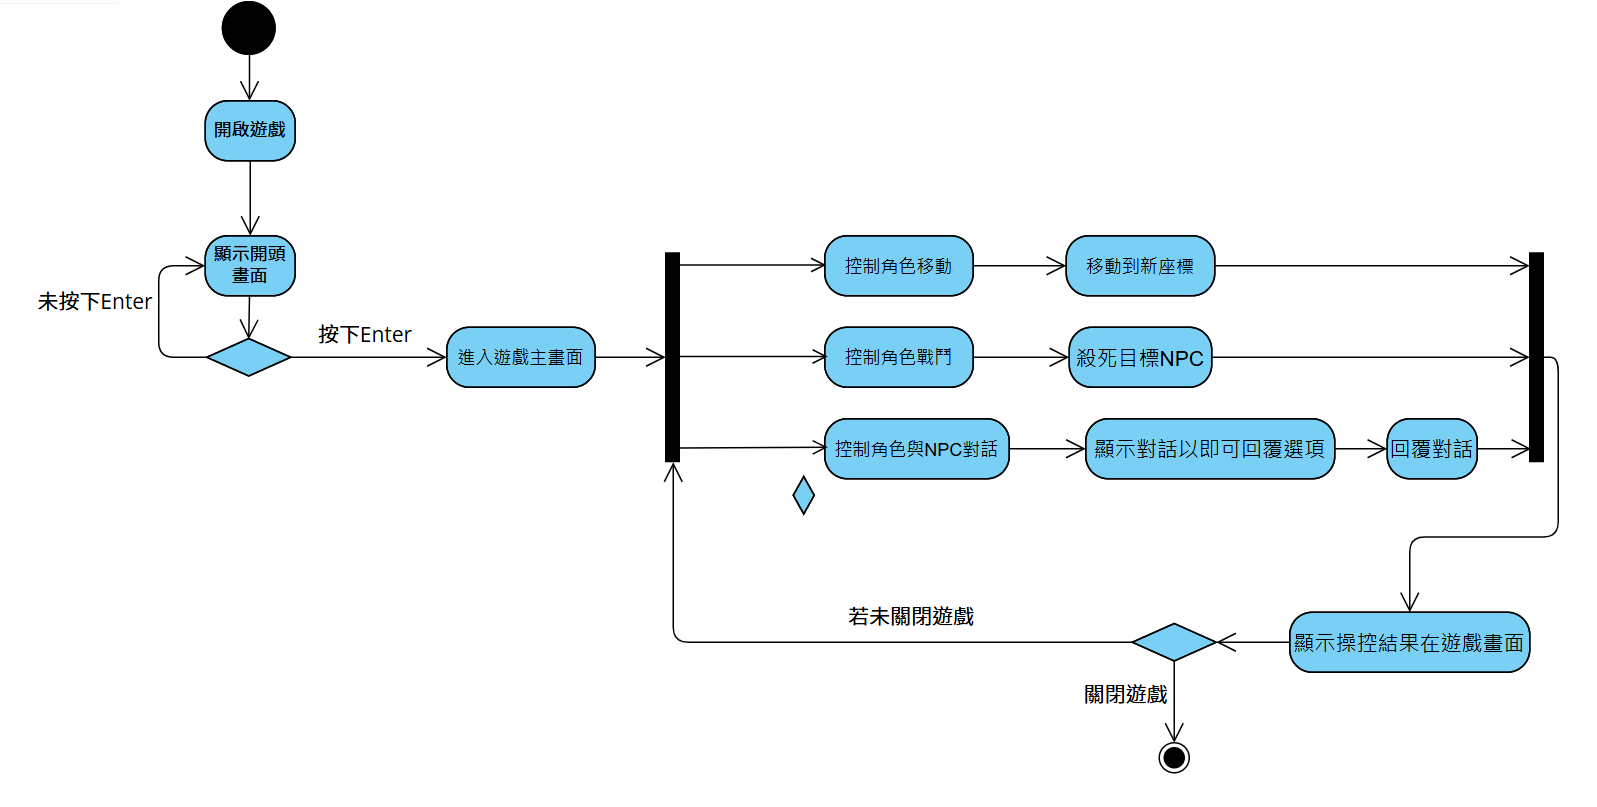 開啟遊戲
顯示開頭
畫面
未按下Enter
按下Enter
進入遊戲主畫面
控制角色移動
移動到新座標
控制角色戰鬥
殺死目標NPC
控制角色與NPC對話
顯示對話以即可回覆選項
回覆對話
若未關閉遊戲
顯示操控結果在遊戲畫面
關閉遊戲